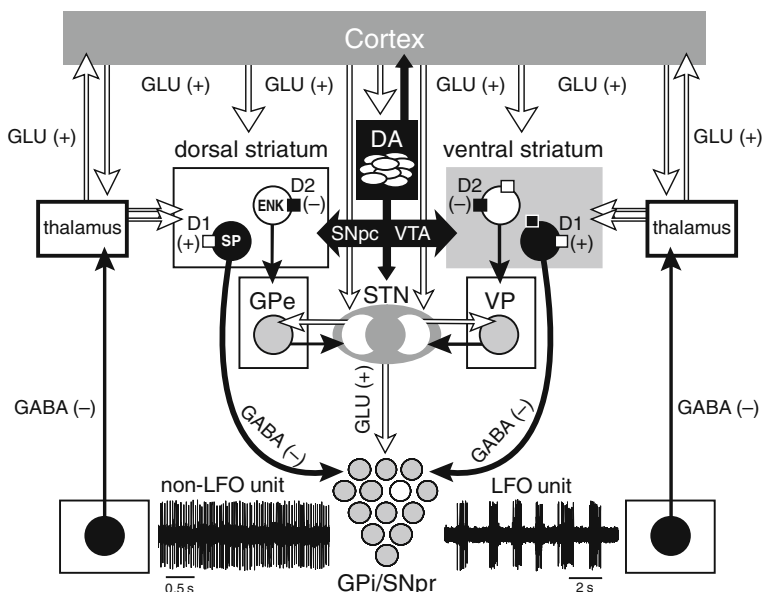 Cortex
GLU (+) GLU (+) GLU (+) GLU (+)
GLU (+) DA GLU (+)
dorsal striatum ventral striatum
D2 D2
ENK (–) (–)
thalamus D1 SNpc VTA D1 thalamus
(+) SP (+)
GPe STN VP
GLU (+)
GABA (–) GABA (–) GABA (–) GABA (–)
non-LFO unit LFO unit
0.5 s GPi/SNpr 2 s